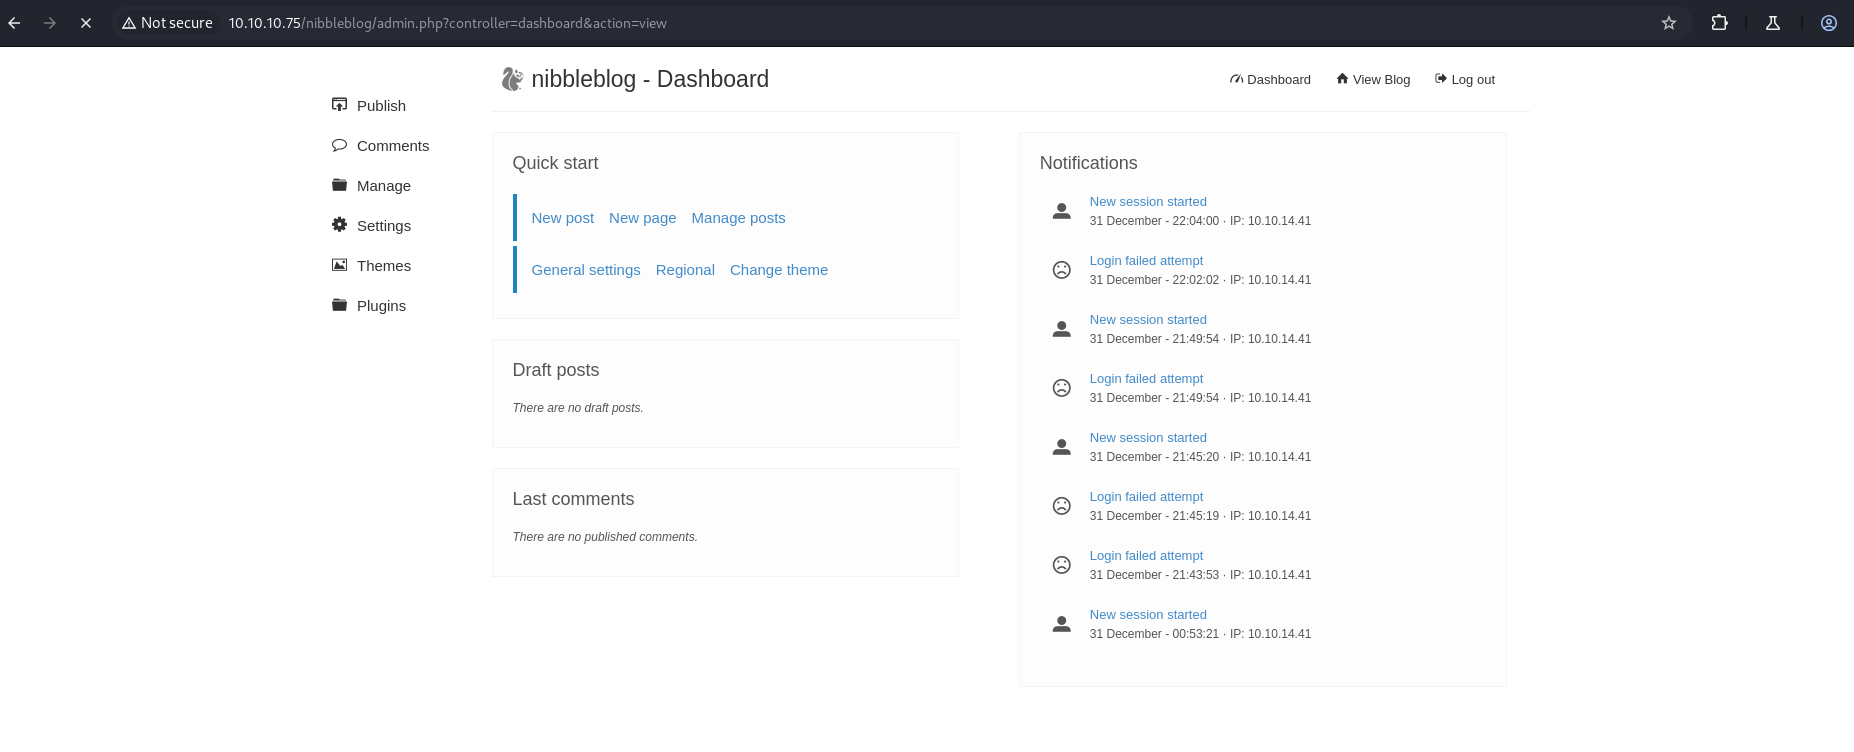 Not secure 10.10.10.75/nibbleblog/admin.php?controller=dashboard&action=view
nibbleblog - Dashboard
Dashboard View Blog Log out
Publish
Comments
Manage
Settings
Themes
Plugins
Quick start
New post New page Manage posts
General settings Regional Change theme
Draft posts
There are no draft posts.
Last comments
There are no published comments.
Notifications
New session started
31 December - 22:04:00 · IP: 10.10.14.41
Login failed attempt
31 December - 22:02:02 · IP: 10.10.14.41
New session started
31 December - 21:49:54 · IP: 10.10.14.41
Login failed attempt
31 December - 21:49:54 · IP: 10.10.14.41
New session started
31 December - 21:45:20 · IP: 10.10.14.41
Login failed attempt
31 December - 21:45:19 · IP: 10.10.14.41
Login failed attempt
31 December - 21:43:53 · IP: 10.10.14.41
New session started
31 December - 00:53:21 · IP: 10.10.14.41